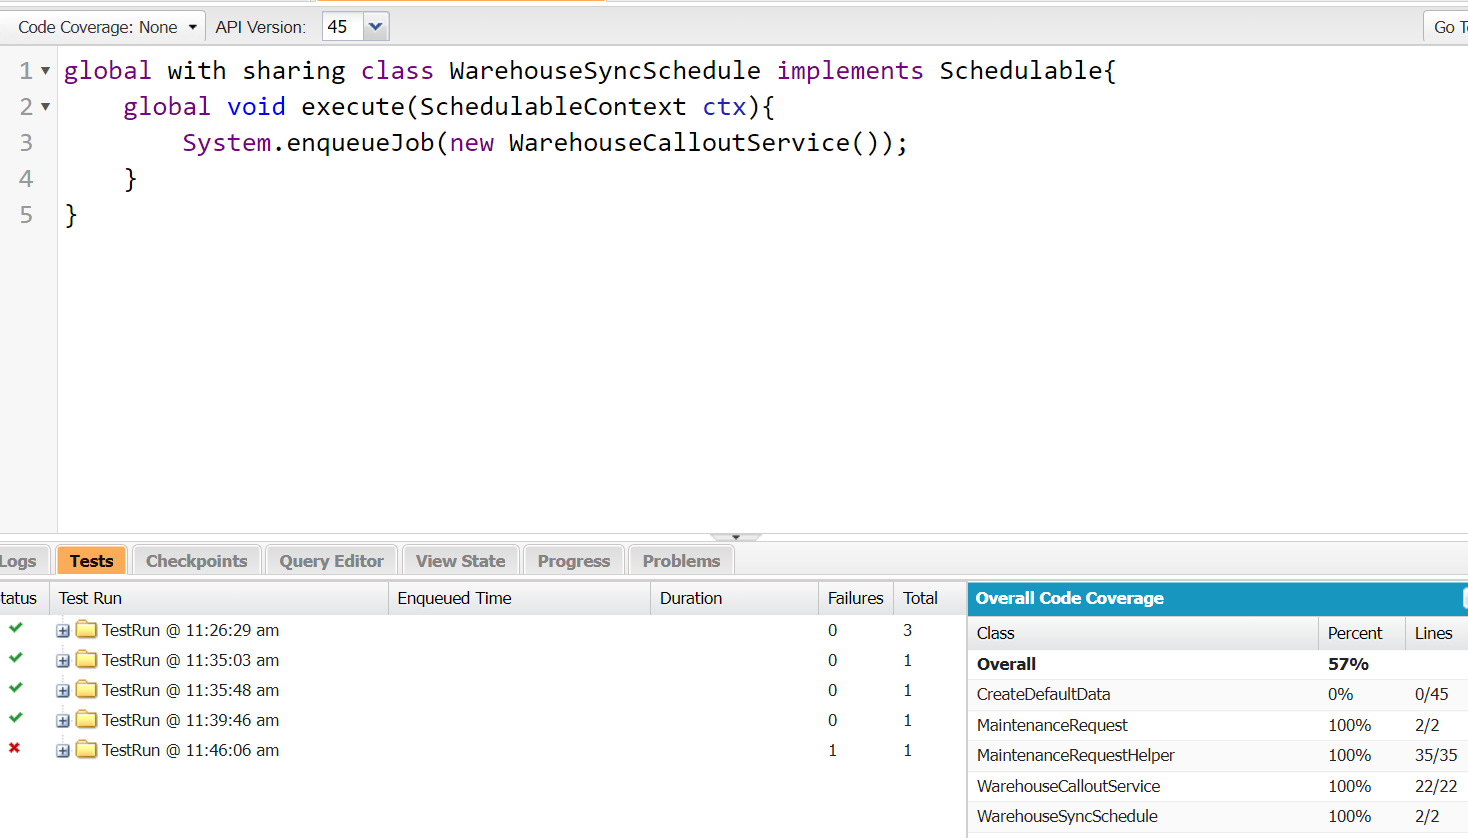 Code Coverage: None API Version: 45 Go T
1 global with sharing class WarehouseSyncSchedule implements Schedulable{
2 global void execute(SchedulableContext ctx){
3 System.enqueueJob(new WarehouseCalloutService());
4 }
5 }
Logs Tests Checkpoints Query Editor View State Progress Problems
tatus Test Run Enqueued Time Duration Failures Total
TestRun @ 11:26:29 am 0 3
TestRun @ 11:35:03 am 0 1
TestRun @ 11:35:48 am 0 1
TestRun @ 11:39:46 am 0 1
TestRun @ 11:46:06 am 1 1
Overall Code Coverage
Class Percent Lines
Overall 57%
CreateDefaultData 0% 0/45
MaintenanceRequest 100% 2/2
MaintenanceRequestHelper 100% 35/35
WarehouseCalloutService 100% 22/22
WarehouseSyncSchedule 100% 2/2